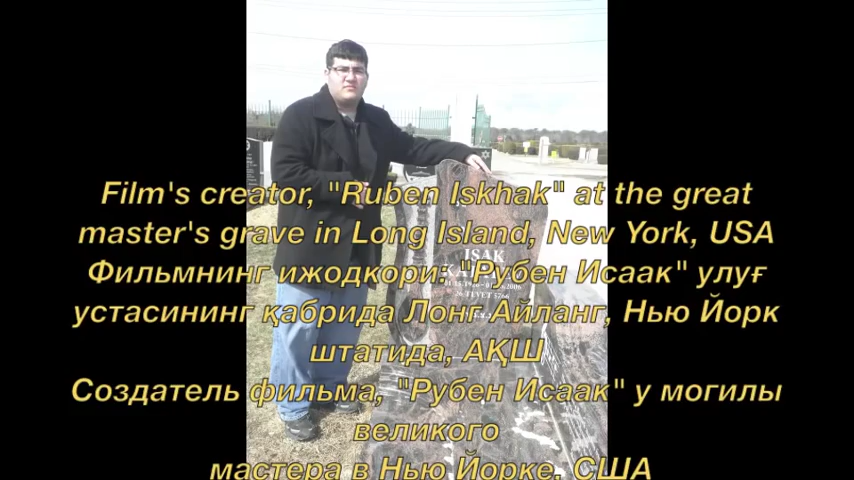 Film's creator, "Ruben Iskhak" at the great
master's grave in Long Island, New York, USA
Фильмнинг ижодкори: "Рубен Исаак" улуғ
устасининг қабрида Лонг Айланг, Нью Йорк
штатида, АҚШ
Создатель фильма, "Рубен Исаак" у могилы
великого
мастера в Нью Йорке, США
ISAK